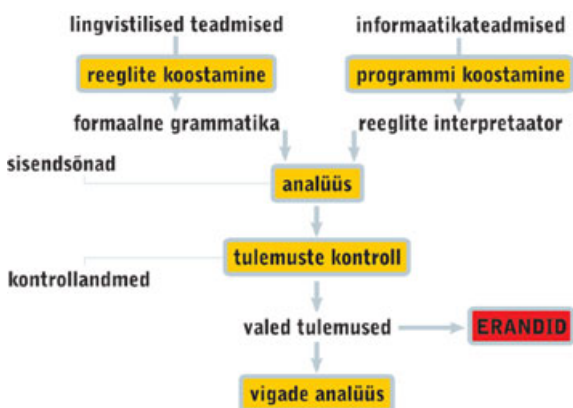 lingvistilised teadmised
informaatikateadmised
reeglite koostamine
programmi koostamine
formaalne grammatika
reeglite interpretaator
sisendsõnad
analüüs
tulemuste kontroll
kontrollandmed
valed tulemused
ERANDID
vigade analüüs